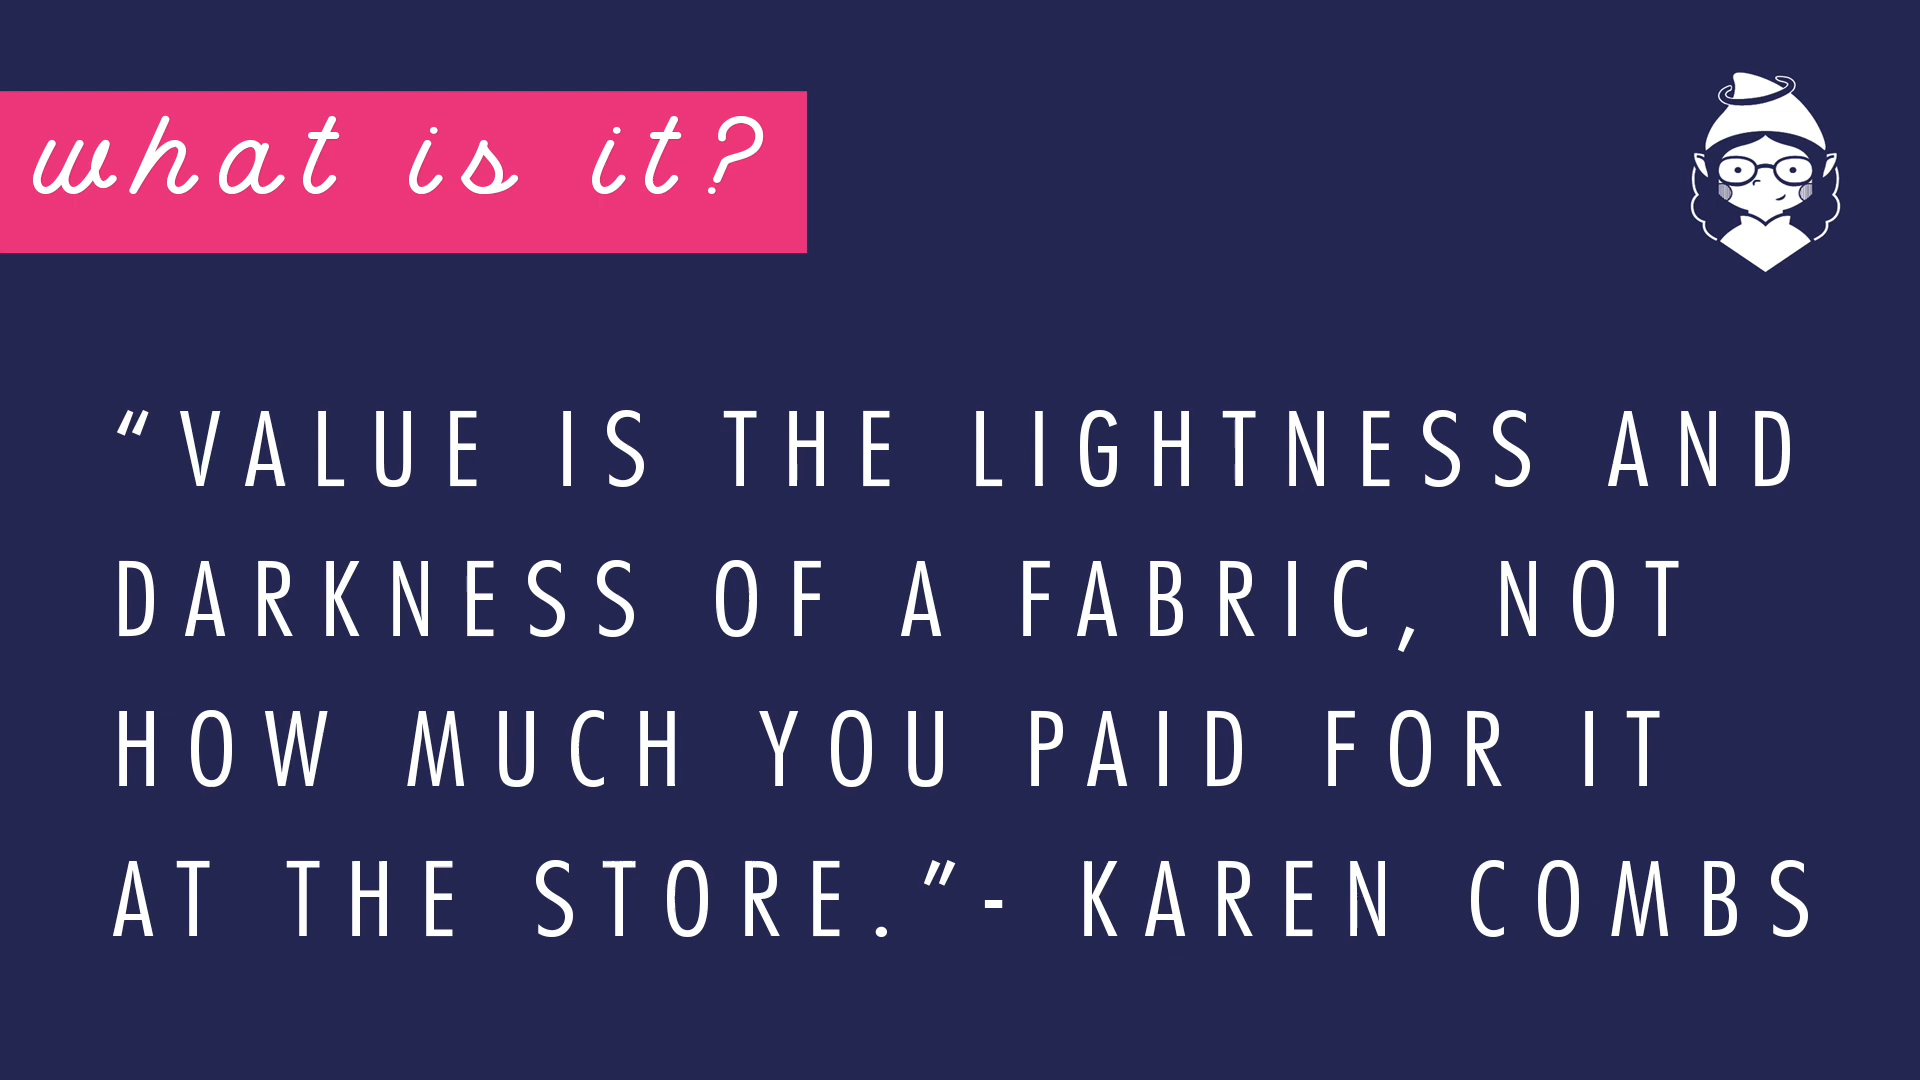 what is it?
“VALUE IS THE LIGHTNESS AND
DARKNESS OF A FABRIC, NOT
HOW MUCH YOU PAID FOR IT
AT THE STORE.”- KAREN COMBS